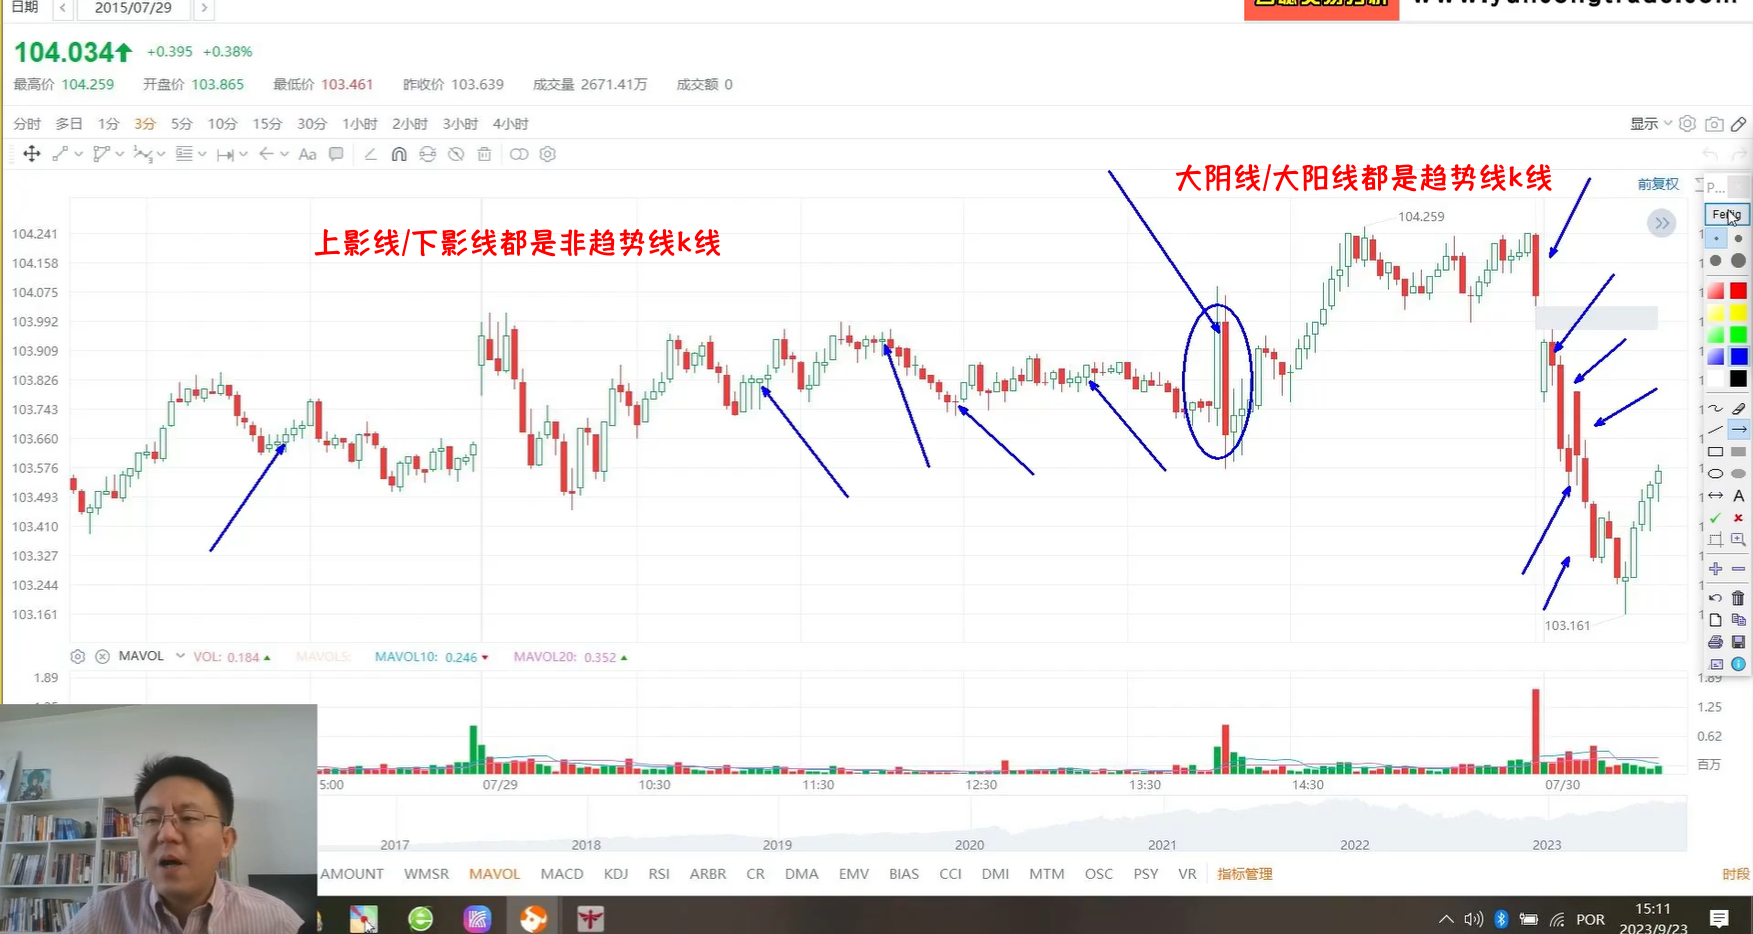 日期 2015/07/29
www.yuncongtrade.com
104.034 +0.395 +0.38%
最高价 104.259 开盘价 103.865 最低价 103.461 昨收价 103.639 成交量 2671.41万 成交额 0
分时 多日 1分 3分 5分 10分 15分 30分 1小时 2小时 3小时 4小时 显示
Aa
大阴线/大阳线都是趋势线k线
前复权
P...
上影线/下影线都是非趋势线k线
104.259
104.241
104.158
104.075
103.992
103.909
103.826
103.743
103.660
103.576
103.493
A
103.410
103.327
103.244
103.161
103.161
MAVOL VOL: 0.184 MAVOL5: MAVOL10: 0.246 MAVOL20: 0.352
1.89 1.89
1.25
0.62
百万
5:00 07/29 10:30 11:30 12:30 13:30 14:30 07/30
2017 2018 2019 2020 2021 2022 2023
AMOUNT WMSR MAVOL MACD KDJ RSI ARBR CR DMA EMV BIAS CCI DMI MTM OSC PSY VR 指标管理 时段
POR 15:11
2023/9/23